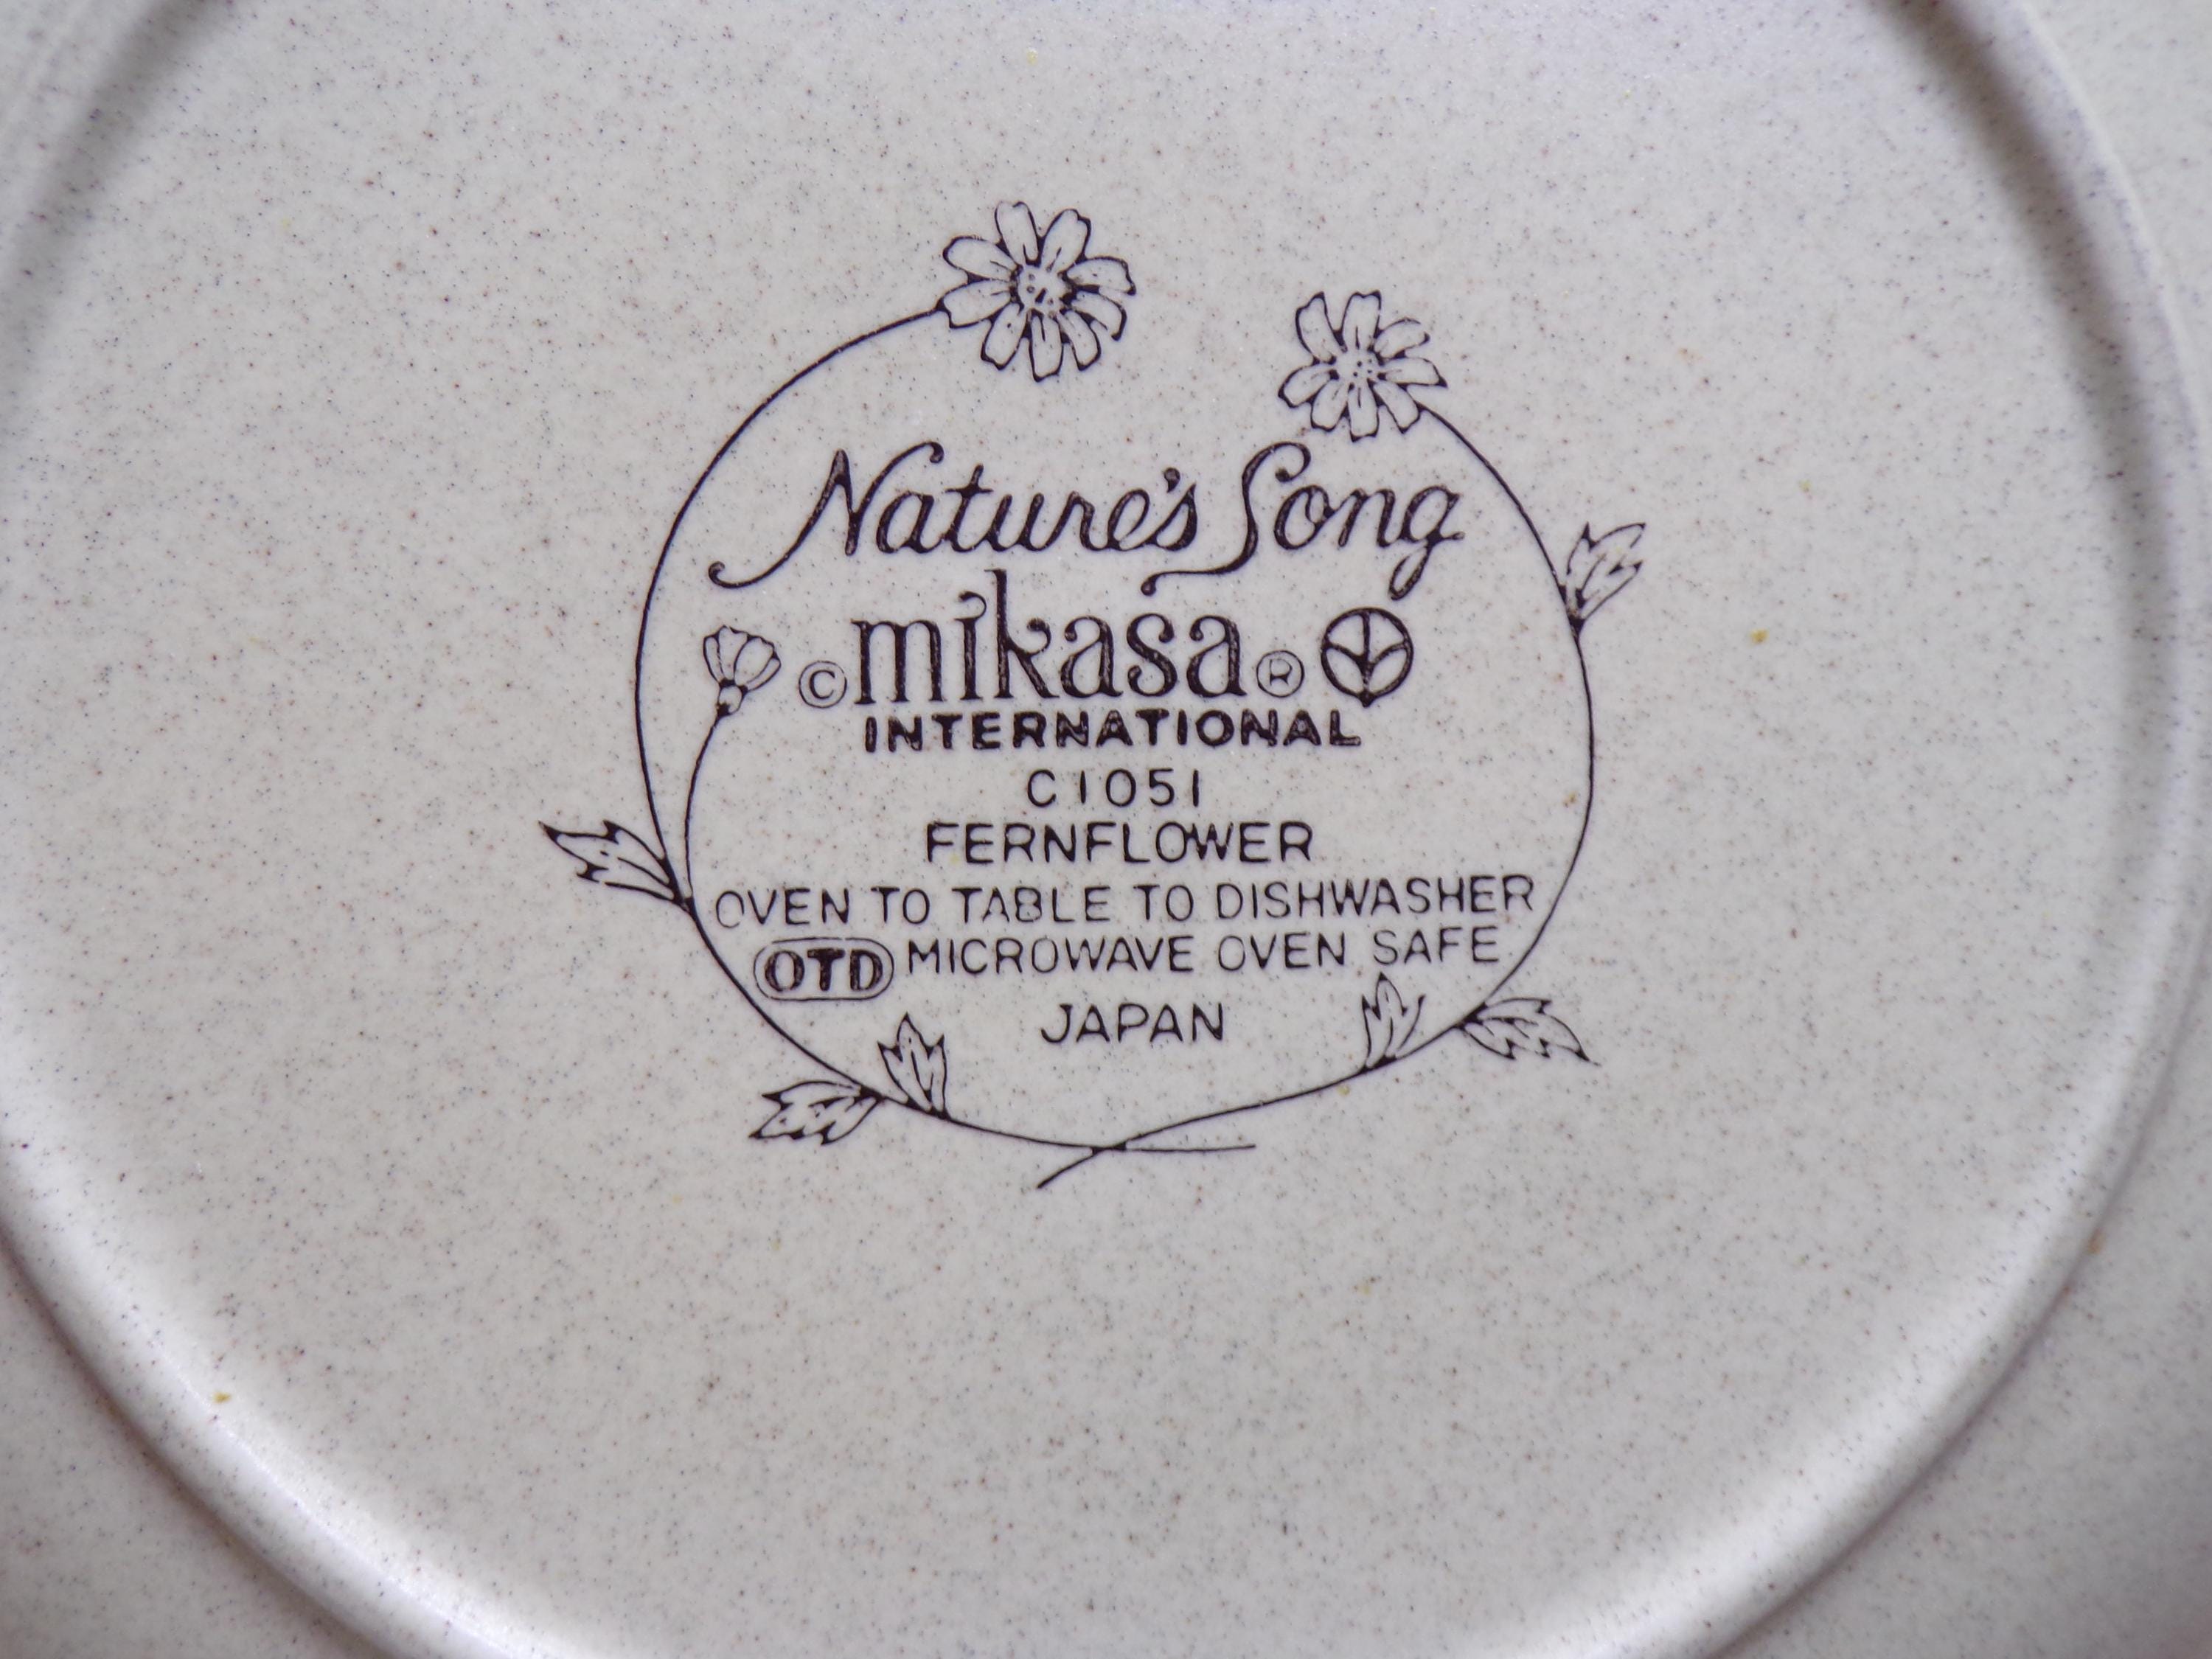 Nature's Song
© mikasa ®
INTERNATIONAL
C1051
FERNFLOWER
OVEN TO TABLE TO DISHWASHER
OTD MICROWAVE OVEN SAFE
JAPAN